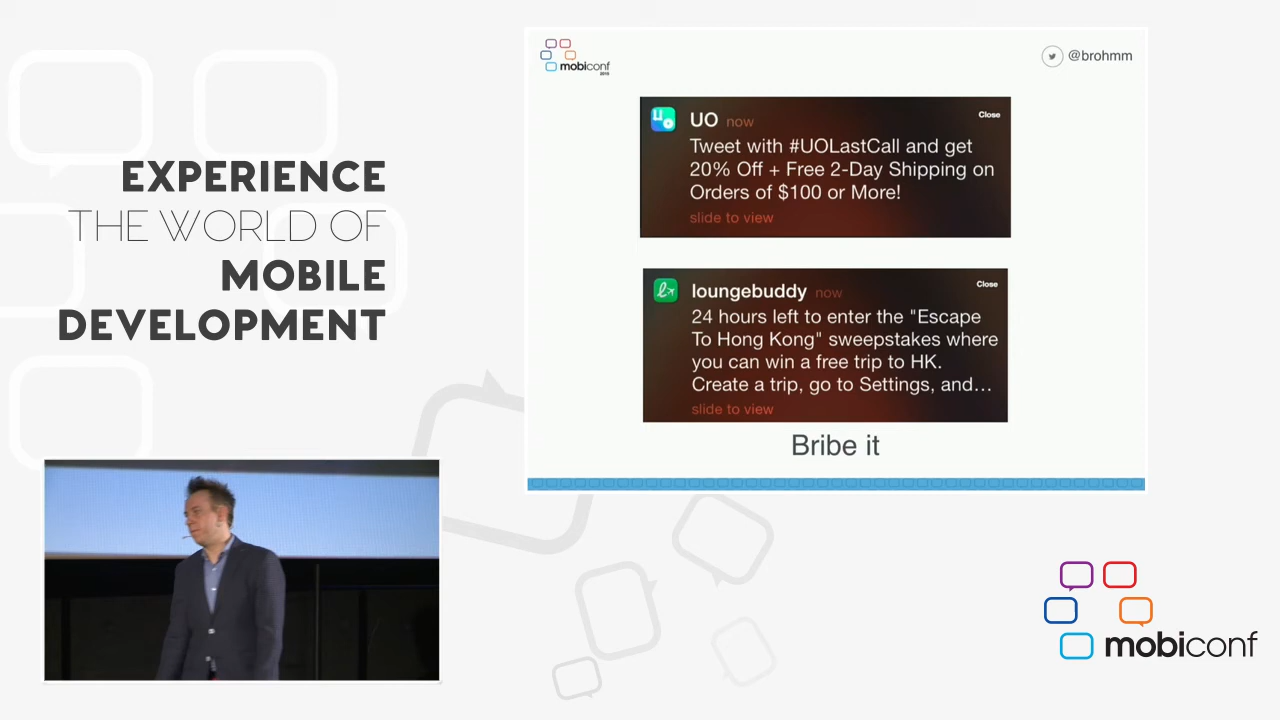 EXPERIENCE
THE WORLD OF
MOBILE
DEVELOPMENT
mobiconf
2015
@brohmm
UO now
Close
Tweet with #UOLastCall and get
20% Off + Free 2-Day Shipping on
Orders of $100 or More!
slide to view
loungebuddy now
Close
24 hours left to enter the "Escape
To Hong Kong" sweepstakes where
you can win a free trip to HK.
Create a trip, go to Settings, and...
slide to view
Bribe it
mobiconf